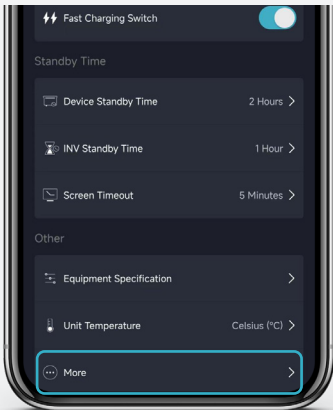 Fast Charging Switch
Standby Time
Device Standby Time 2 Hours >
INV Standby Time 1 Hour >
Screen Timeout 5 Minutes >
Other
Equipment Specification >
Unit Temperature Celsius (°C) >
More >